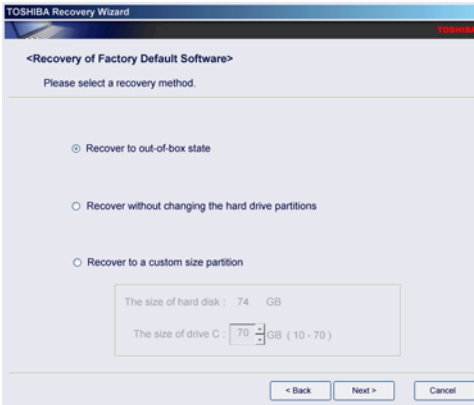 TOSHIBA Recovery Wizard
TOSHIBA
<Recovery of Factory Default Software>
Please select a recovery method.
Recover to out-of-box state
Recover without changing the hard drive partitions
Recover to a custom size partition
The size of hard disk : 74 GB
The size of drive C : 70 GB ( 10 - 70 )
< Back Next > Cancel